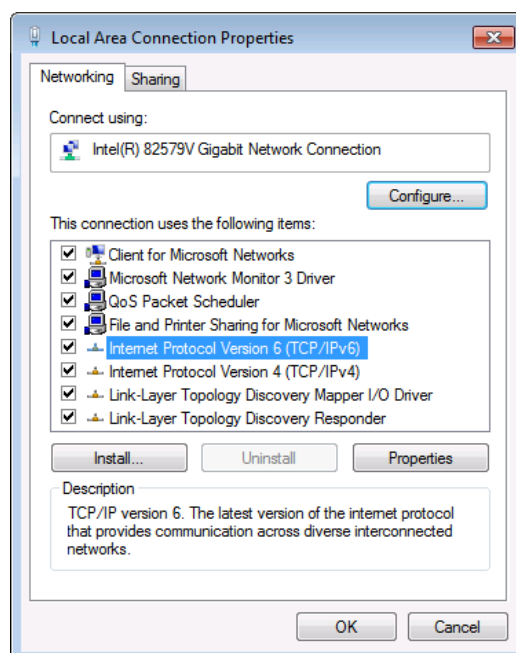 Local Area Connection Properties
Networking
Sharing
Connect using:
Intel(R) 82579V Gigabit Network Connection
Configure...
This connection uses the following items:
Client for Microsoft Networks
Microsoft Network Monitor 3 Driver
QoS Packet Scheduler
File and Printer Sharing for Microsoft Networks
Internet Protocol Version 6 (TCP/IPv6)
Internet Protocol Version 4 (TCP/IPv4)
Link-Layer Topology Discovery Mapper I/O Driver
Link-Layer Topology Discovery Responder
Install...
Uninstall
Properties
Description
TCP/IP version 6. The latest version of the internet protocol
that provides communication across diverse interconnected
networks.
OK
Cancel